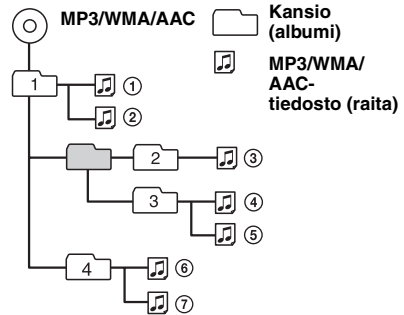 MP3/WMA/AAC
Kansio
(albumi)
MP3/WMA/
AAC-
tiedosto (raita)
1
①
②
2
③
3
④
⑤
4
⑥
⑦